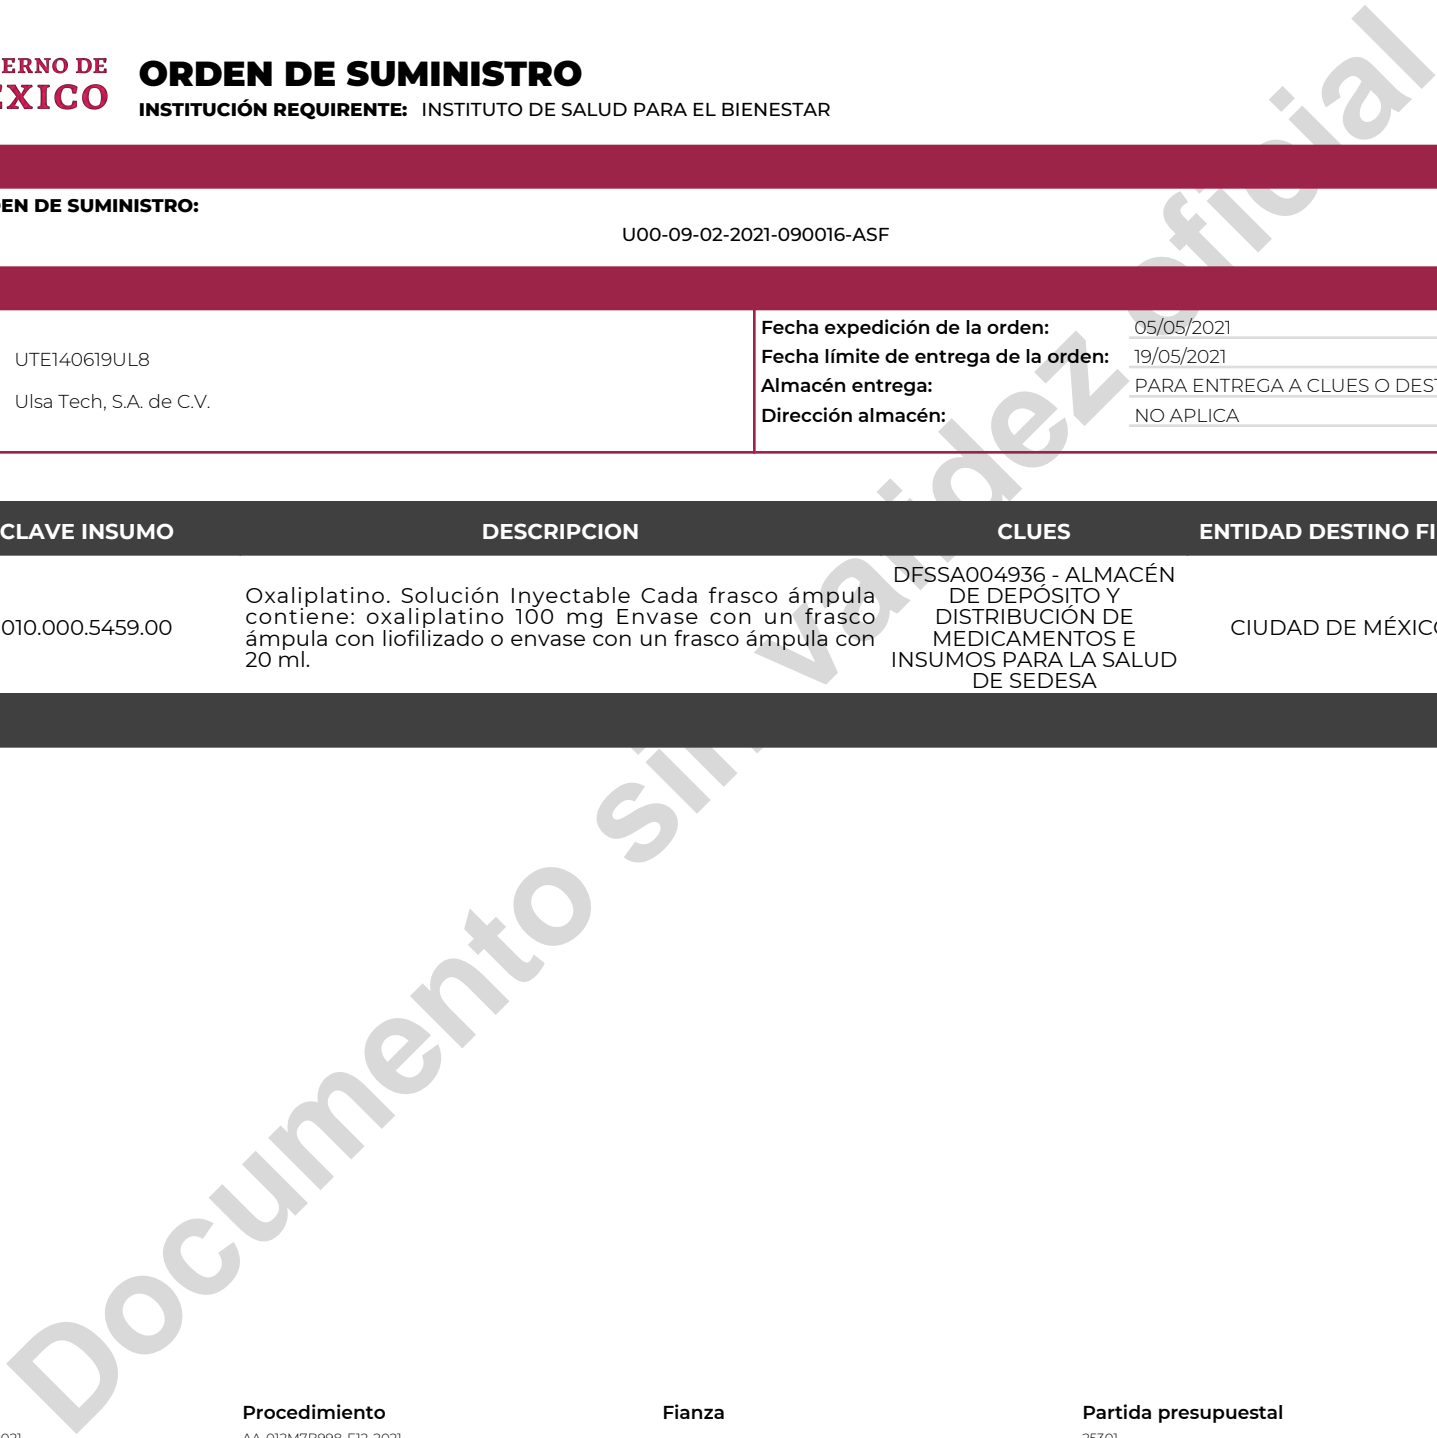 ERNO DE
ÉXICO
ORDEN DE SUMINISTRO
INSTITUCIÓN REQUIRENTE: INSTITUTO DE SALUD PARA EL BIENESTAR
EN DE SUMINISTRO:
U00-09-02-2021-090016-ASF
UTE140619UL8
Ulsa Tech, S.A. de C.V.
Fecha expedición de la orden: 05/05/2021
Fecha límite de entrega de la orden: 19/05/2021
Almacén entrega: PARA ENTREGA A CLUES O DEST
Dirección almacén: NO APLICA
CLAVE INSUMO DESCRIPCION CLUES ENTIDAD DESTINO FI
010.000.5459.00
Oxaliplatino. Solución Inyectable Cada frasco ámpula
contiene: oxaliplatino 100 mg Envase con un frasco
ámpula con liofilizado o envase con un frasco ámpula con
20 ml.
DFSSA004936 - ALMACÉN
DE DEPÓSITO Y
DISTRIBUCIÓN DE
MEDICAMENTOS E
INSUMOS PARA LA SALUD
DE SEDESA
CIUDAD DE MÉXICO
Documento sin validez oficial
Procedimiento Fianza Partida presupuestal